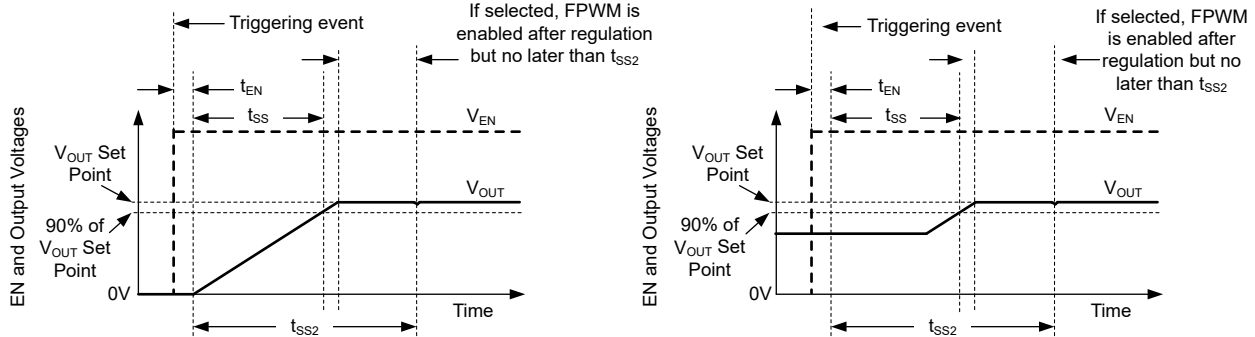 If selected, FPWM is
enabled after regulation
but no later than tSS2
Triggering event
tEN
tSS
VEN
EN and Output Voltages
VOUT Set
Point
VOUT
90% of
VOUT Set
Point
0V
Time
tSS2
If selected, FPWM
is enabled after
regulation but no
later than tSS2
Triggering event
tEN
tSS
VEN
EN and Output Voltages
VOUT Set
Point
VOUT
90% of
VOUT Set
Point
0V
Time
tSS2